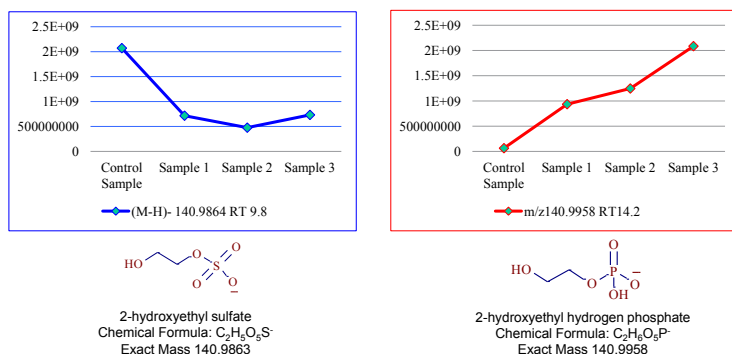 2.5E+09
2E+09
1.5E+09
1E+09
500000000
0
Control Sample
Sample 1
Sample 2
Sample 3
(M-H)- 140.9864 RT 9.8
HO
O
O
S
O
O
–
2-hydroxyethyl sulfate
Chemical Formula: C₂H₅O₅S⁻
Exact Mass 140.9863
2.5E+09
2E+09
1.5E+09
1E+09
500000000
0
Control Sample
Sample 1
Sample 2
Sample 3
m/z140.9958 RT14.2
O
HO
P
O
O
–
OH
2-hydroxyethyl hydrogen phosphate
Chemical Formula: C₂H₆O₅P⁻
Exact Mass 140.9958